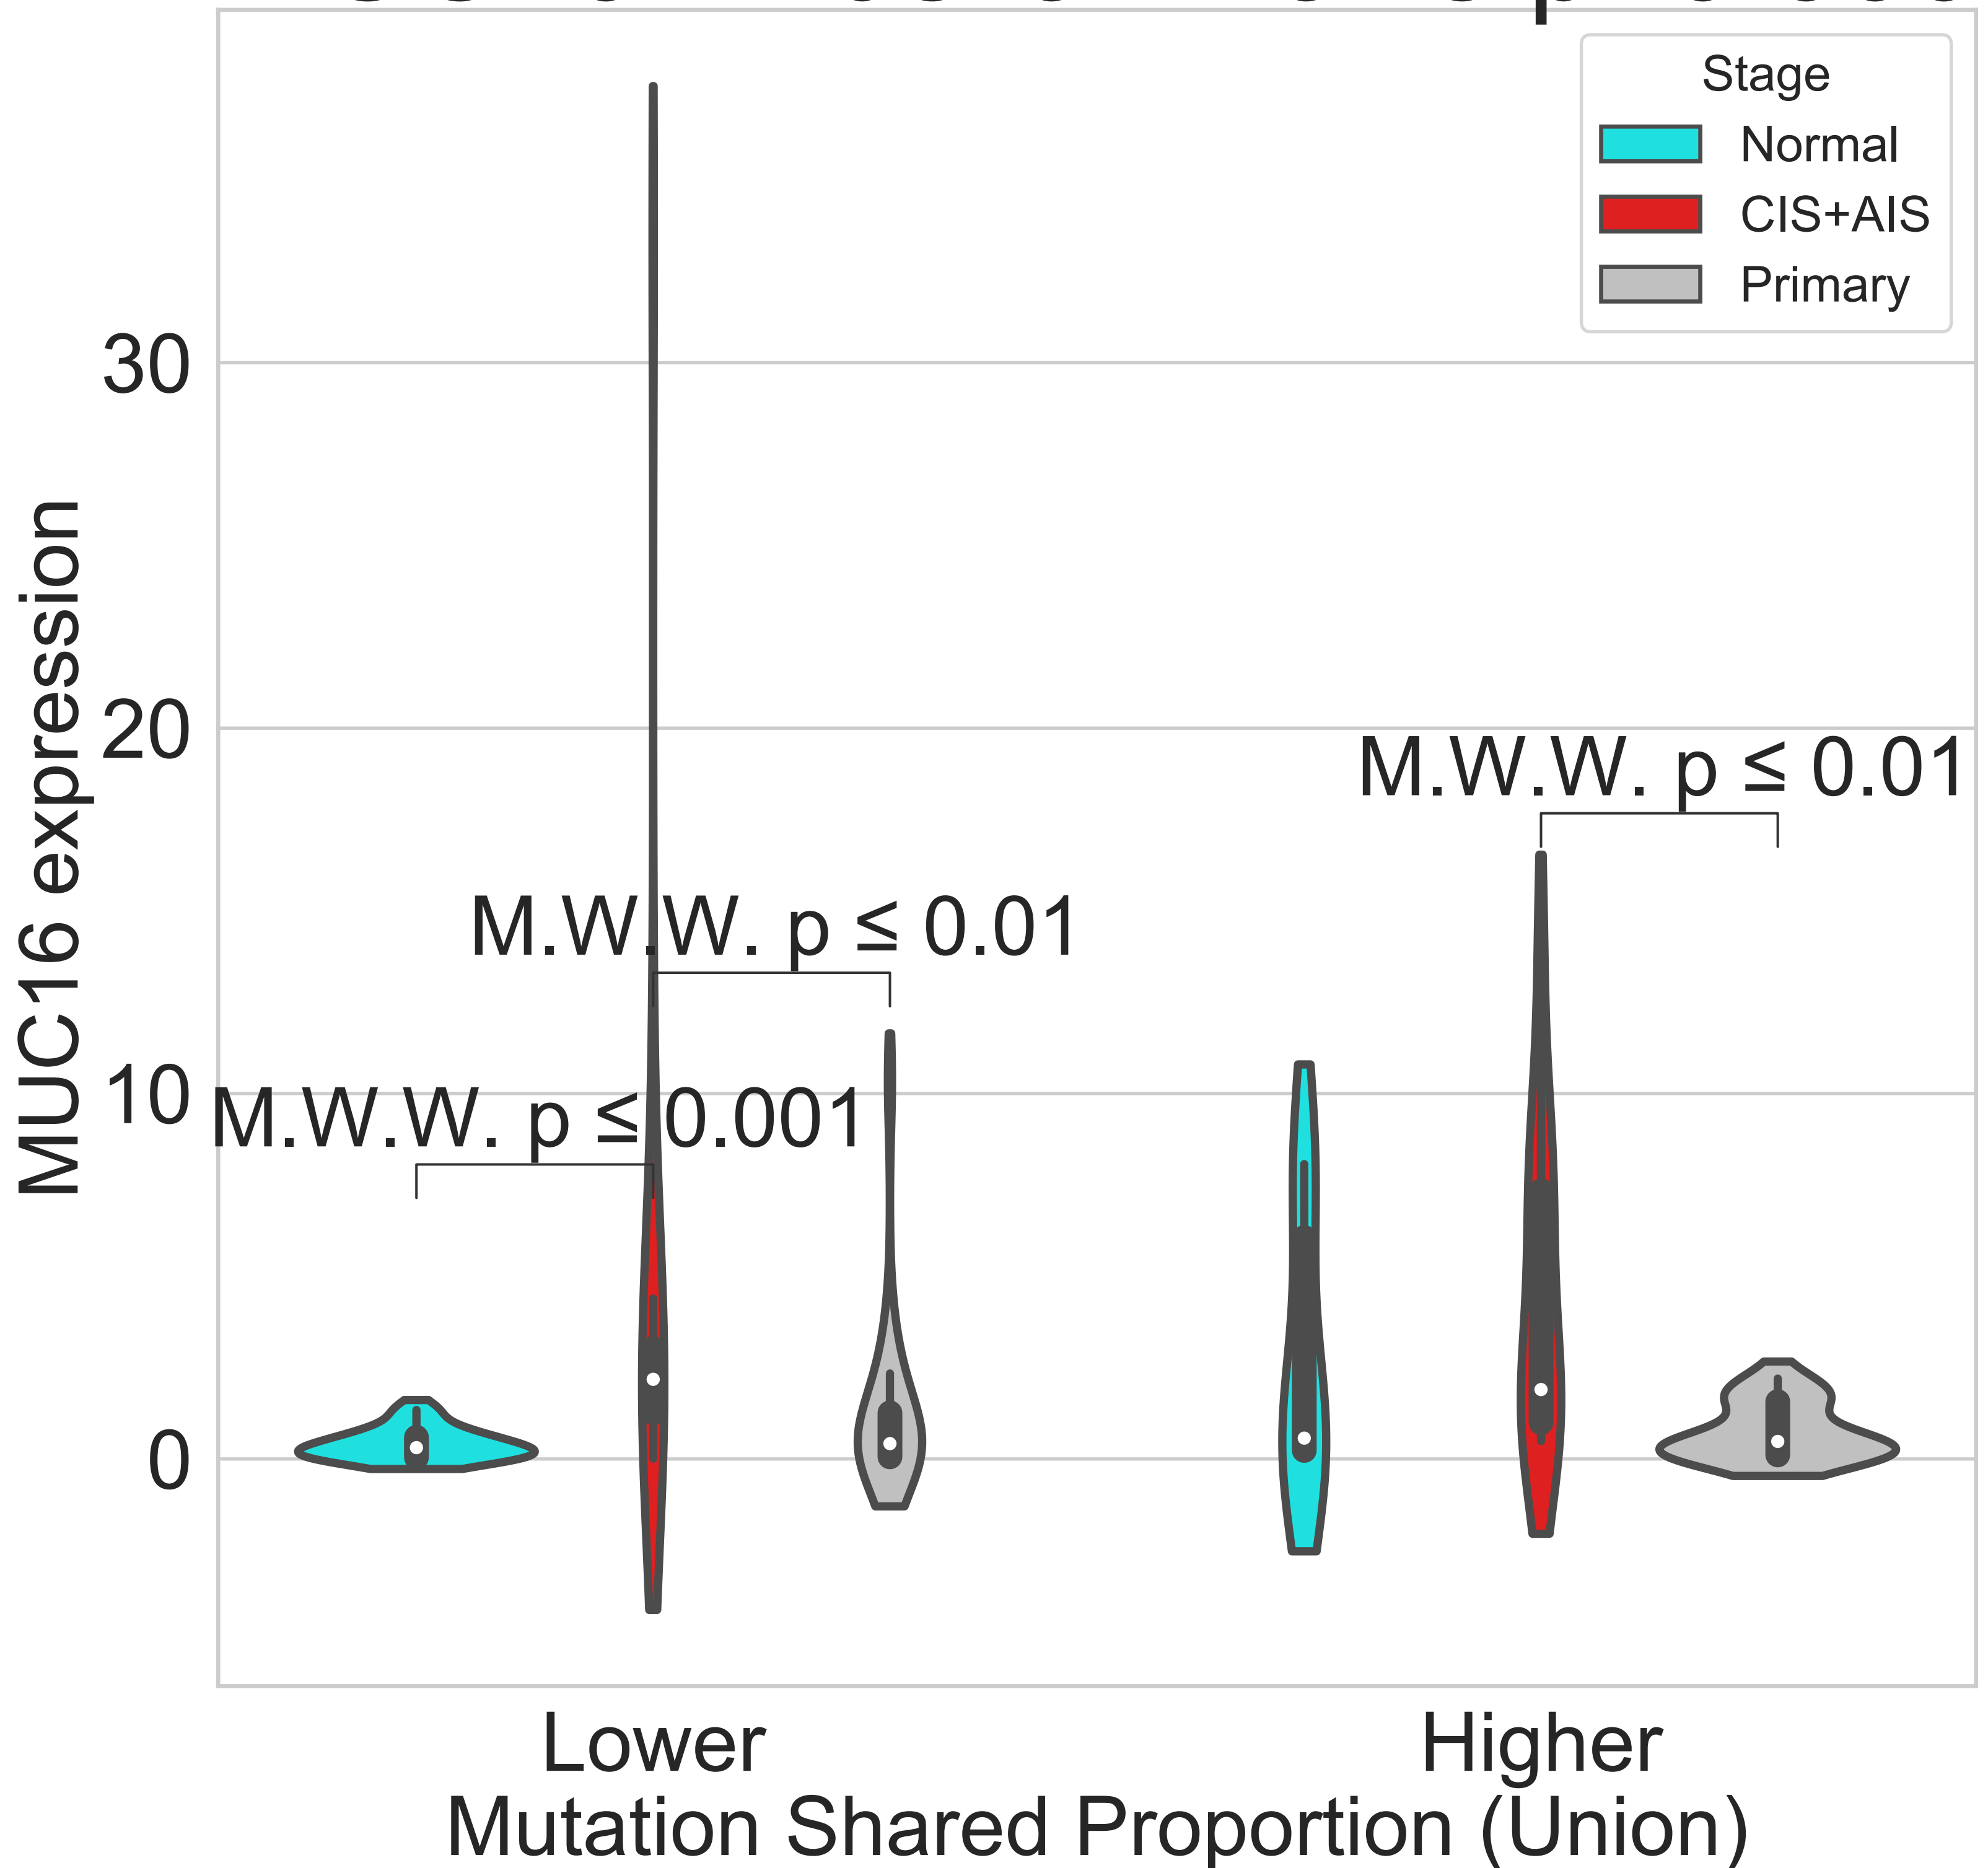 Stage
Normal
CIS+AIS
Primary
30
20
10
0
MUC16 expression
M.W.W. p ≤ 0.01
M.W.W. p ≤ 0.01
M.W.W. p ≤ 0.001
Lower
Higher
Mutation Shared Proportion (Union)